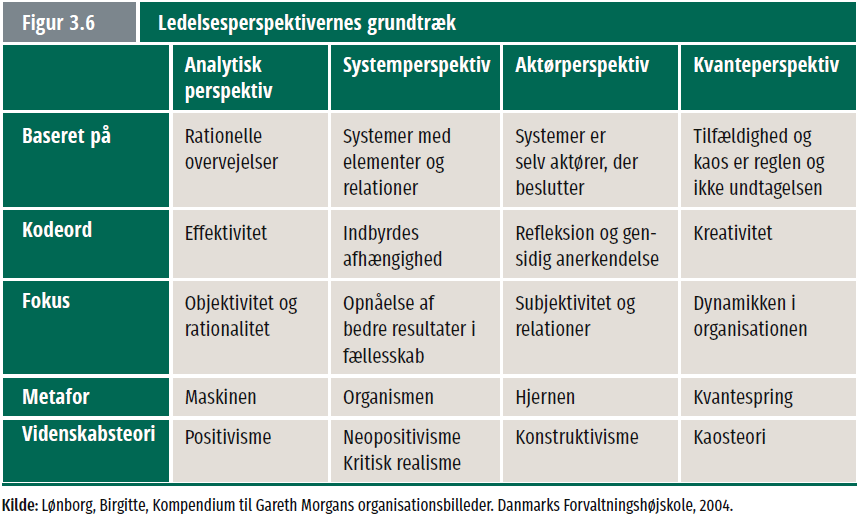 Figur 3.6 Ledelsesperspektivernes grundtræk
Analytisk
perspektiv
Systemperspektiv
Aktørperspektiv
Kvanteperspektiv
Baseret på
Rationelle
overvejelser
Systemer med
elementer og
relationer
Systemer er
selv aktører, der
beslutter
Tilfældighed og
kaos er reglen og
ikke undtagelsen
Kodeord
Effektivitet
Indbyrdes
afhængighed
Refleksion og gen-
sidig anerkendelse
Kreativitet
Fokus
Objektivitet og
rationalitet
Opnåelse af
bedre resultater i
fællesskab
Subjektivitet og
relationer
Dynamikken i
organisationen
Metafor
Maskinen
Organismen
Hjernen
Kvantespring
Videnskabsteori
Positivisme
Neopositivisme
Kritisk realisme
Konstruktivisme
Kaosteori
Kilde: Lønborg, Birgitte, Kompendium til Gareth Morgans organisationsbilleder. Danmarks Forvaltningshøjskole, 2004.